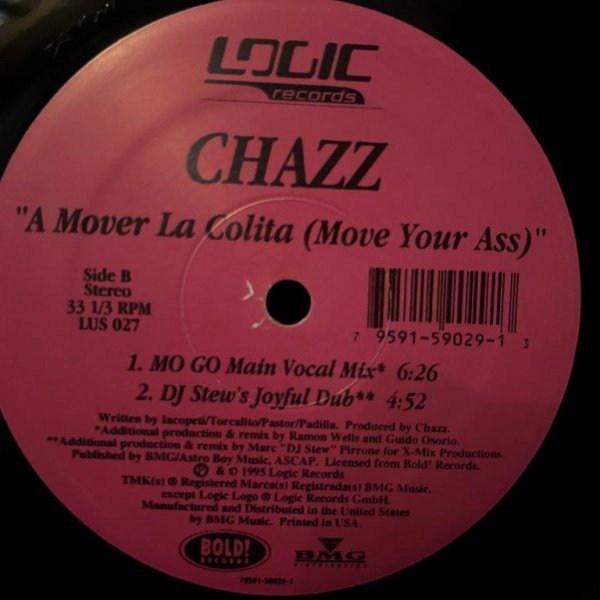 LOGIC
records
CHAZZ
"A Mover La Colita (Move Your Ass)"
Side B
Stereo
33 1/3 RPM
LUS 027
7 9591-59029-1 3
1. MO GO Main Vocal Mix* 6:26
2. DJ Stew's Joyful Dub** 4:52
Written by Iacopeti/Torcalito/Pastor/Padilla. Produced by Chazz.
*Additional production & remix by Ramon Wells and Guido Osorio.
**Additional production & remix by Marc "DJ Stew" Pirrone for X-Mix Productions.
Published by BMG/Astro Boy Music, ASCAP. Licensed from Bold! Records.
℗ & © 1995 Logic Records
TMK(s) ® Registered Marca(s) Registrada(s) BMG Music,
except Logic Logo ® Logic Records GmbH.
Manufactured and Distributed in the United States
by BMG Music. Printed in USA.
BOLD!
RECORDS
BMG
DISTRIBUTION
78591-59029-1